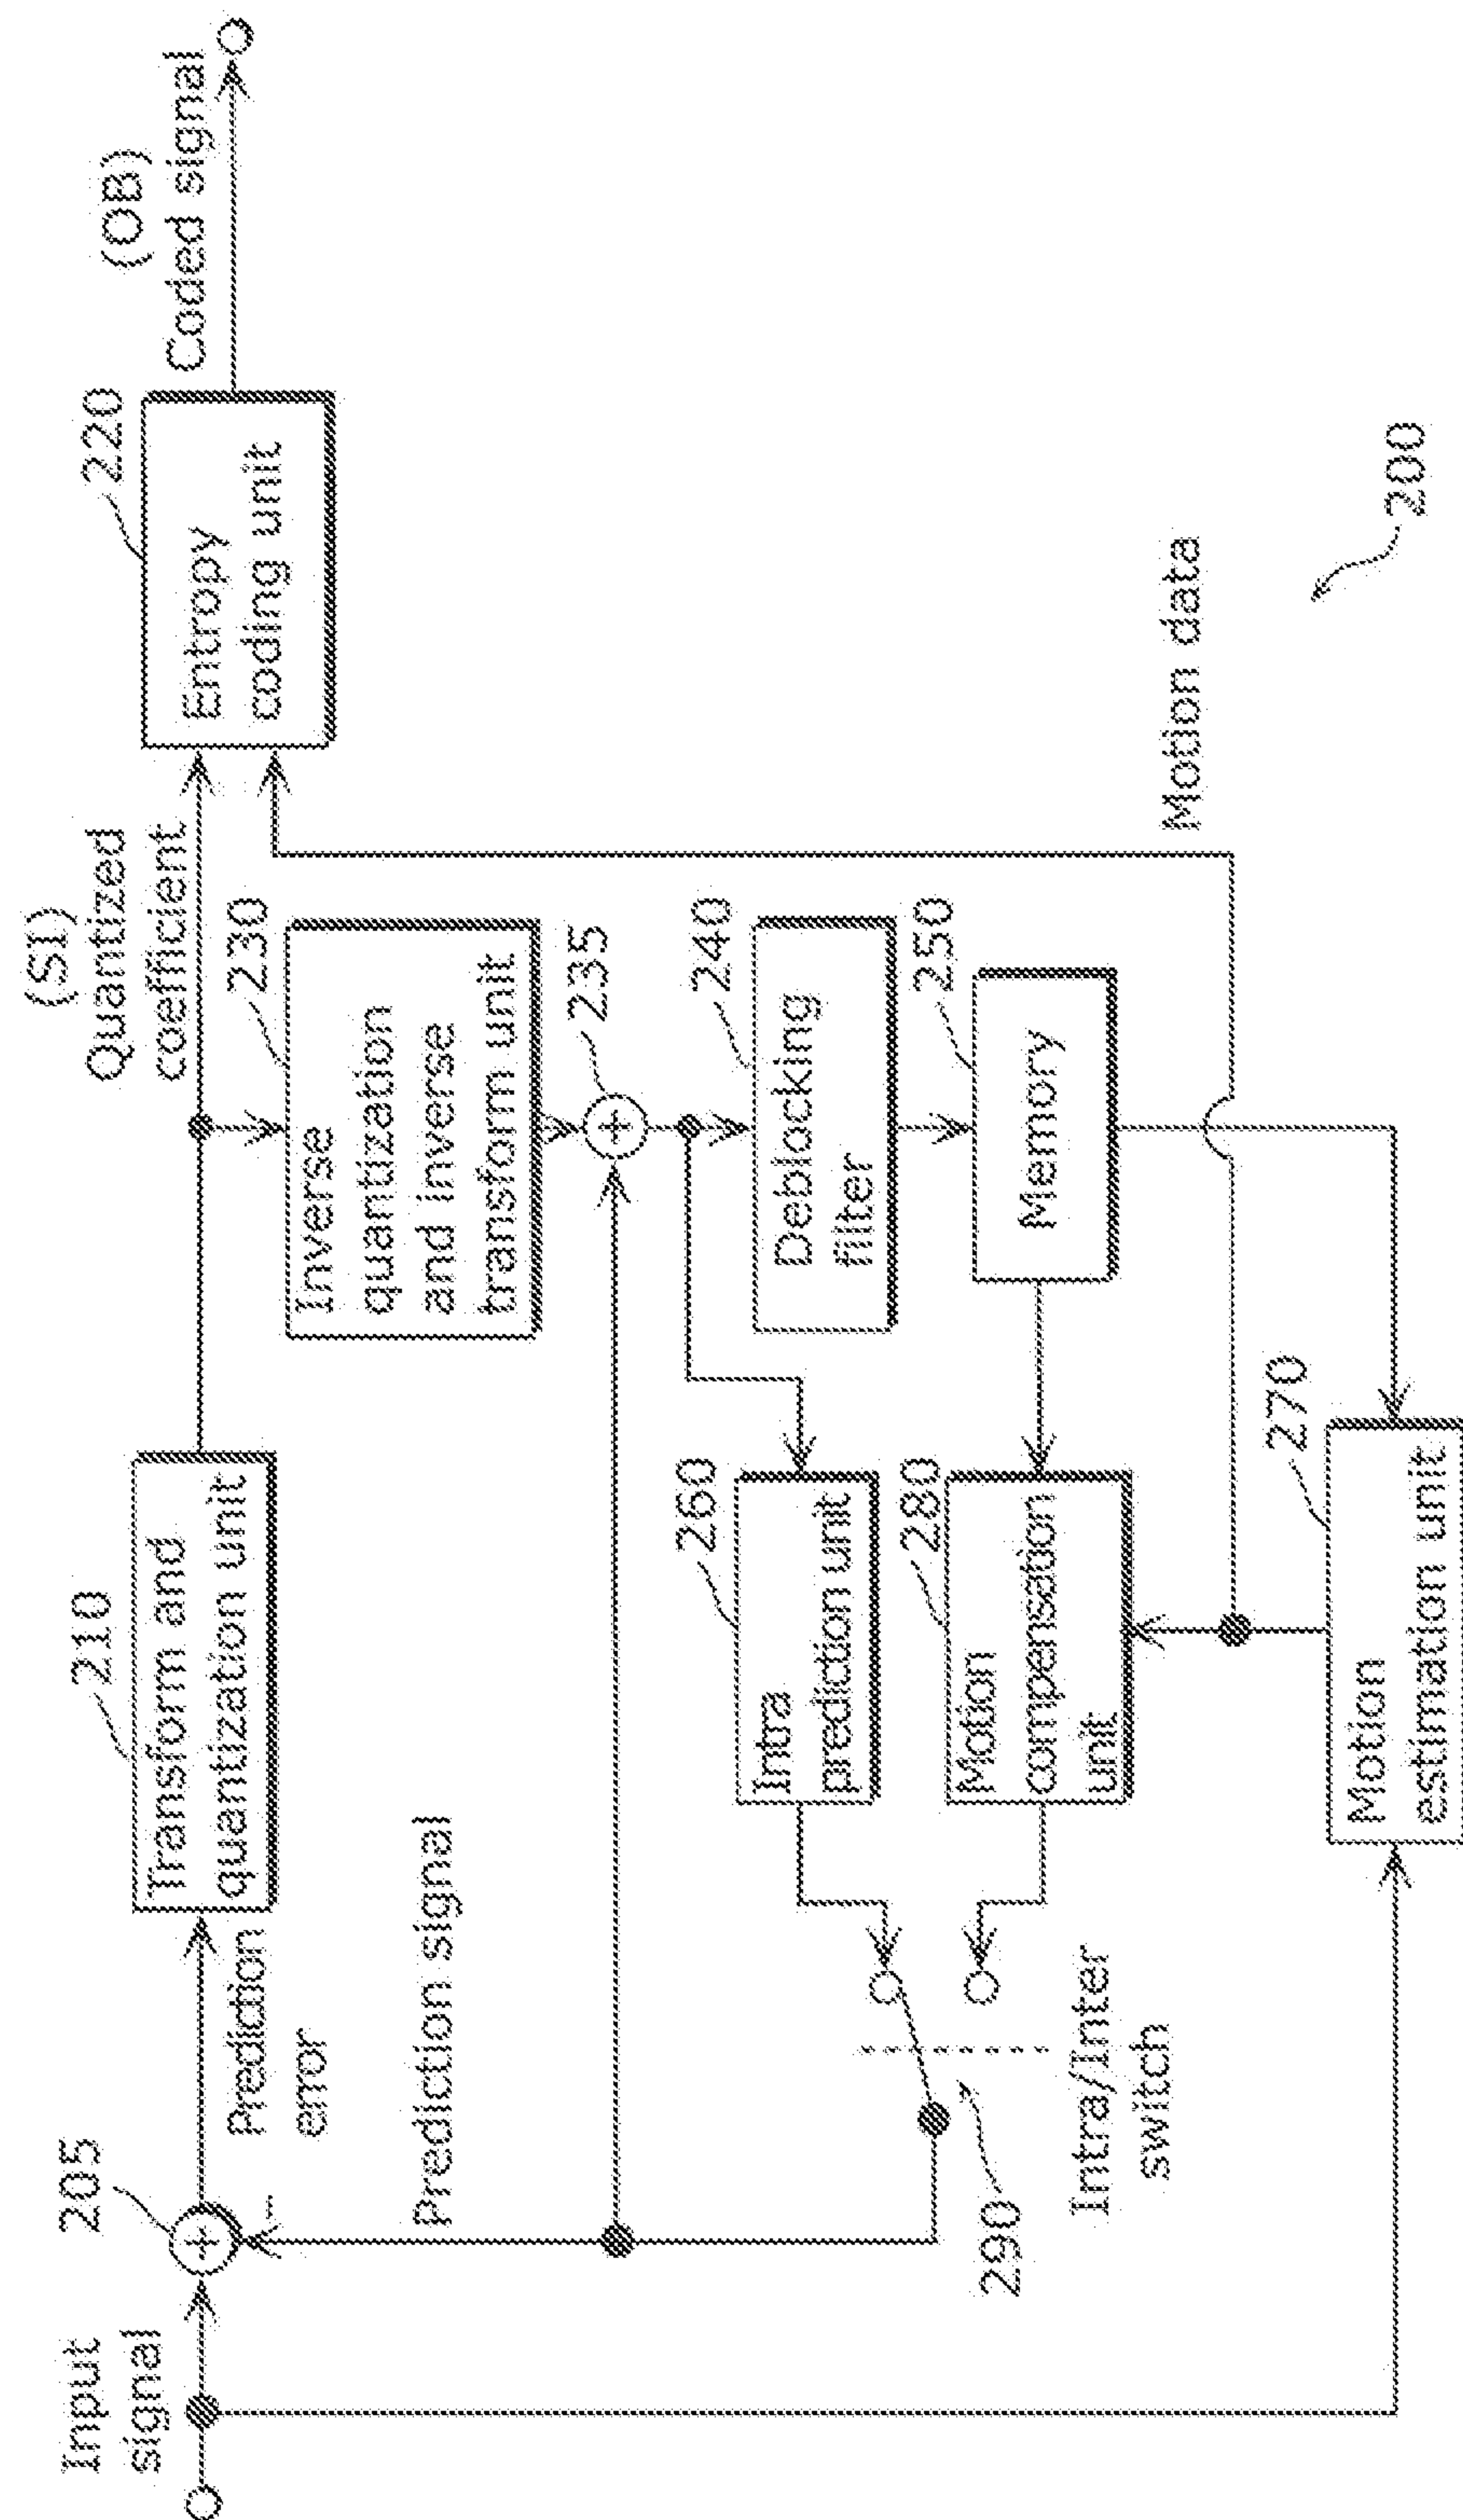 Input
signal
205
Prediction
error
210
Transform and
quantization unit
(SI)
Quantized
coefficient
220
Entropy
coding unit
(OB)
Coded signal
230
Inverse
quantization
and inverse
transform unit
235
Prediction signal
240
Deblocking
filter
250
Memory
260
Intra
prediction unit
280
Motion
compensation
unit
290
Intra/Inter
switch
270
Motion
estimation unit
Motion data
200